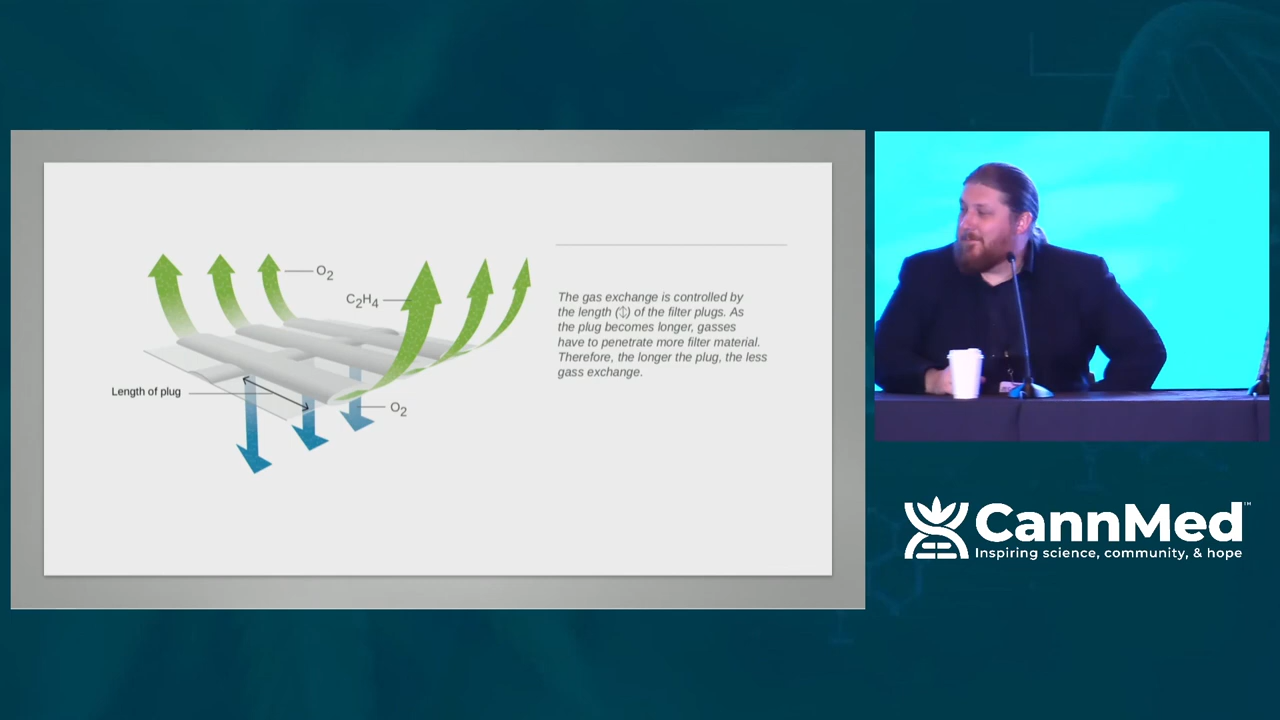 O2
C2H4
Length of plug
O2
The gas exchange is controlled by
the length (⇕) of the filter plugs. As
the plug becomes longer, gasses
have to penetrate more filter material.
Therefore, the longer the plug, the less
gass exchange.
CannMed™
Inspiring science, community, & hope